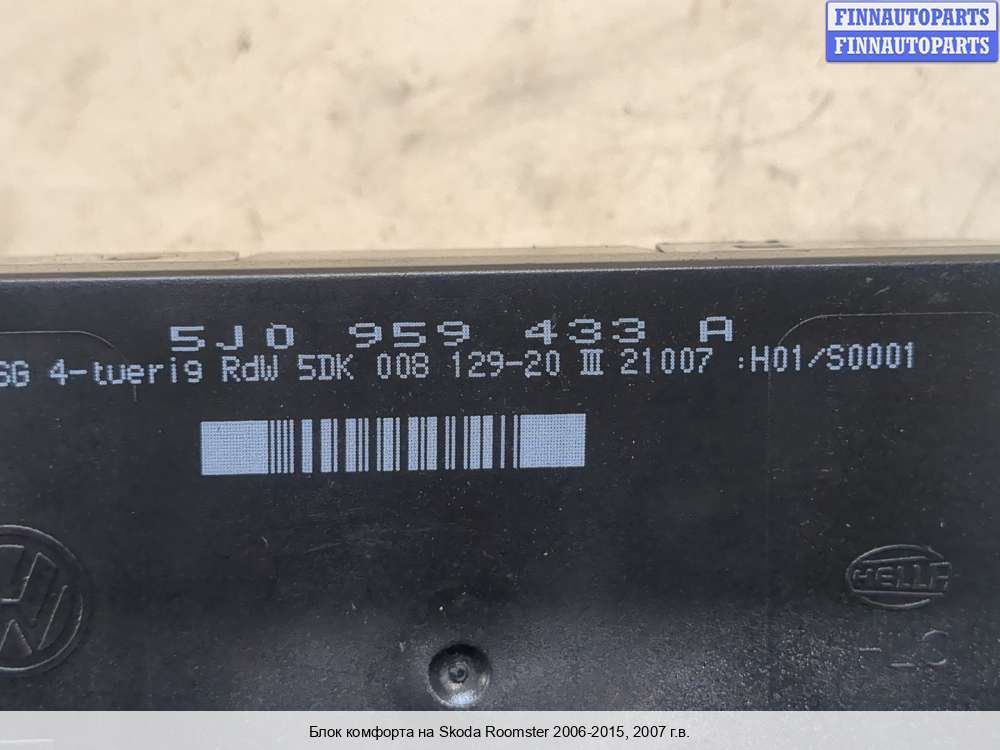 FINNAUTOPARTS
FINNAUTOPARTS
5J0 959 433 A
SG 4-tuerig RdW 5DK 008 129-20 III 21007 :H01/S0001
HELLA
Блок комфорта на Skoda Roomster 2006-2015, 2007 г.в.